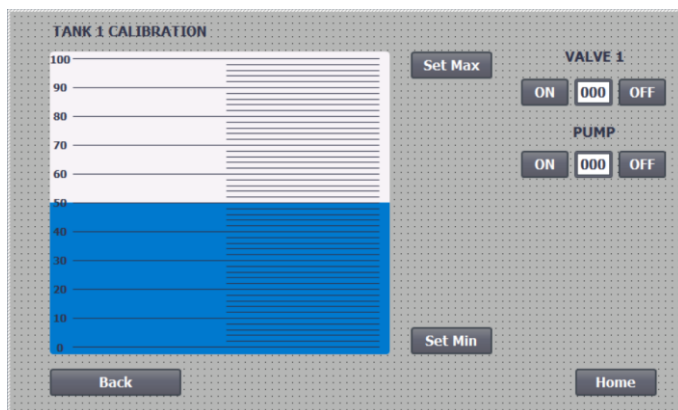 TANK 1 CALIBRATION
100
90
80
70
60
50
40
30
20
10
0
Set Max
Set Min
VALVE 1
ON 000 OFF
PUMP
ON 000 OFF
Back
Home